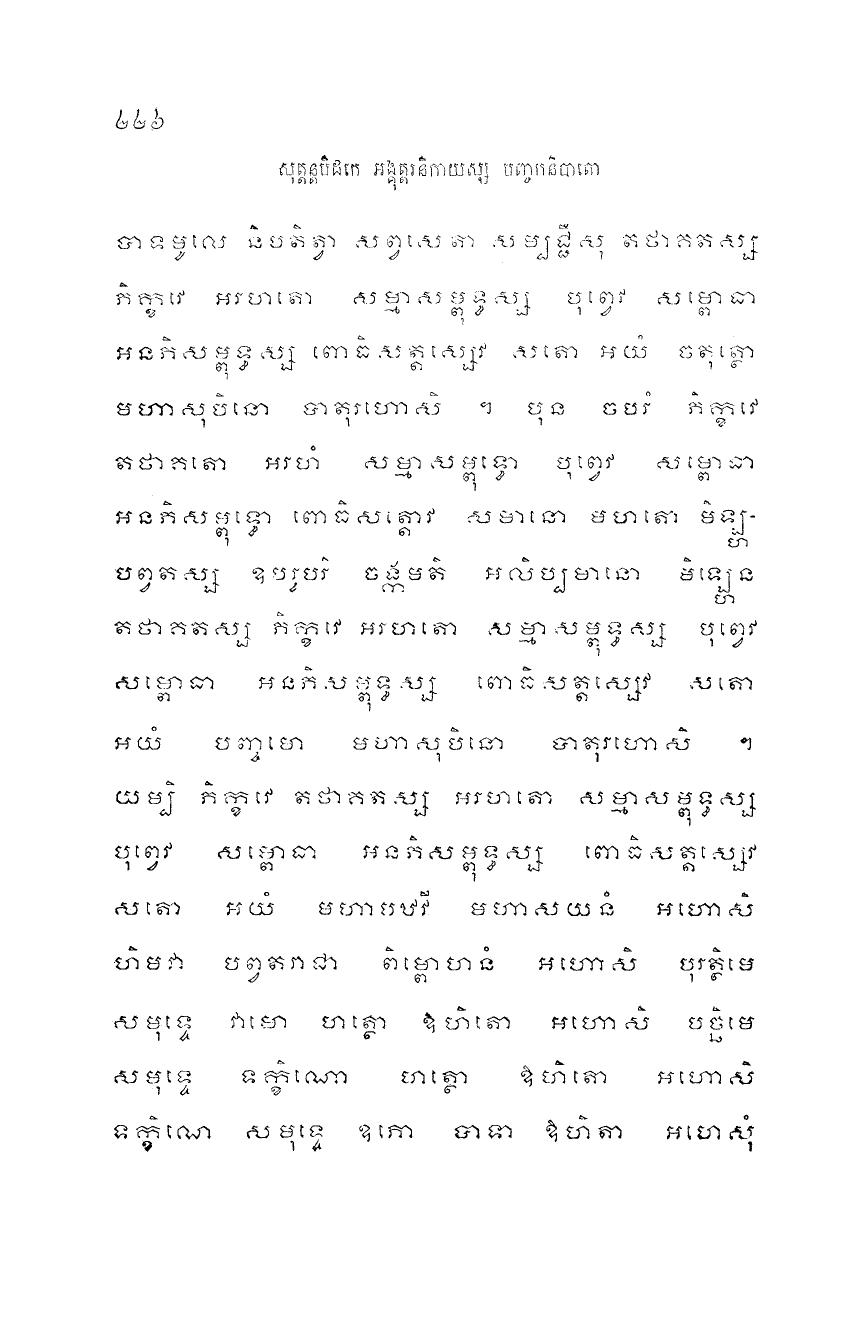 ៤៤៦
សុត្តន្តបិដកេ អង្គុត្តរនិកាយស្ស បញ្ចកនិបាតោ
បាទមូលេ និបតិត្វា សព្វសេតា សម្បជ្ជឹសុ តថាគតស្ស
ភិក្ខវេ អរហតោ សម្មាសម្ពុទ្ធស្ស បុព្វេវ សម្ពោធា
អនភិសម្ពុទ្ធស្ស ពោធិសត្តស្សេវ សតោ អយំ ចតុត្ថោ
មហាសុបិនោ បាតុរហោសិ ។ បុន ចបរំ ភិក្ខវេ
តថាគតោ អរហំ សម្មាសម្ពុទ្ធោ បុព្វេវ សម្ពោធា
អនភិសម្ពុទ្ធោ ពោធិសត្តោវ សមានោ មហតោ មិឡ្ហ-
បព្វតស្ស ឧបរូបរិ ចង្កមតិ អលិប្បមានោ មិឡ្ហេន
តថាគតស្ស ភិក្ខវេ អរហតោ សម្មាសម្ពុទ្ធស្ស បុព្វេវ
សម្ពោធា អនភិសម្ពុទ្ធស្ស ពោធិសត្តស្សេវ សតោ
អយំ បញ្ចមោ មហាសុបិនោ បាតុរហោសិ ។
យម្បិ ភិក្ខវេ តថាគតស្ស អរហតោ សម្មាសម្ពុទ្ធស្ស
បុព្វេវ សម្ពោធា អនភិសម្ពុទ្ធស្ស ពោធិសត្តស្សេវ
សតោ អយំ មហាបឋវី មហាសយនំ អហោសិ
ហិមវា បព្វតរាជា ពិម្ពោហនំ អហោសិ បុរត្ថិមេ
សមុទ្ទេ វាមោ ហត្ថោ ឱហិតោ អហោសិ បច្ឆិមេ
សមុទ្ទេ ទក្ខិណោ ហត្ថោ ឱហិតោ អហោសិ
ទក្ខិណេ សមុទ្ទេ ឧភោ បាទា ឱហិតា អហេសុំ